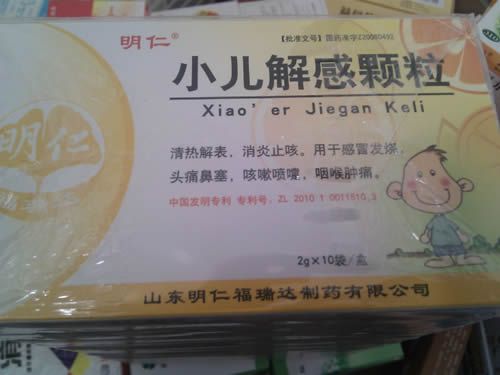 明仁®
【批准文号】国药准字Z20080492
小儿解感颗粒
Xiao' er Jiegan Keli
明仁
清热解表，消炎止咳。用于感冒发烧，
头痛鼻塞，咳嗽喷嚏，咽喉肿痛。
中国发明专利 专利号：ZL 2010 1 0011510.3
2g×10袋/盒
山东明仁福瑞达制药有限公司